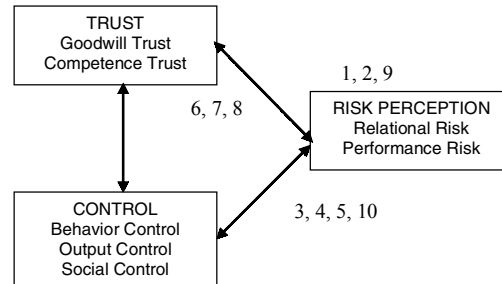 TRUST
Goodwill Trust
Competence Trust
1, 2, 9
6, 7, 8
RISK PERCEPTION
Relational Risk
Performance Risk
CONTROL
Behavior Control
Output Control
Social Control
3, 4, 5, 10